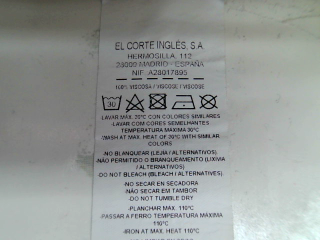 EL CORTE INGLÉS, S.A.
HERMOSILLA, 112
28009 MADRID - ESPAÑA
NIF. A28017895
100% VISCOSA / VISCOSE / VISCOSE
30
LAVAR MAX. 30°C CON COLORES SIMILARES
-LAVAR COM CORES SEMELHANTES
TEMPERATURA MAXIMA 30°C
-WASH AT MAX. HEAT OF 30°C WITH SIMILAR
COLORS
-NO BLANQUEAR (LEJIA / ALTERNATIVOS).
-NÃO PERMITIDO O BRANQUEAMENTO (LIXIVIA
/ ALTERNATIVOS)
-DO NOT BLEACH (BLEACH / ALTERNATIVES)
-NO SECAR EN SECADORA
-NÃO SECAR EM TAMBOR
-DO NOT TUMBLE DRY
-PLANCHAR MAX. 110°C
PASSAR A FERRO TEMPERATURA MAXIMA
110°C
-IRON AT MAX. HEAT 110°C